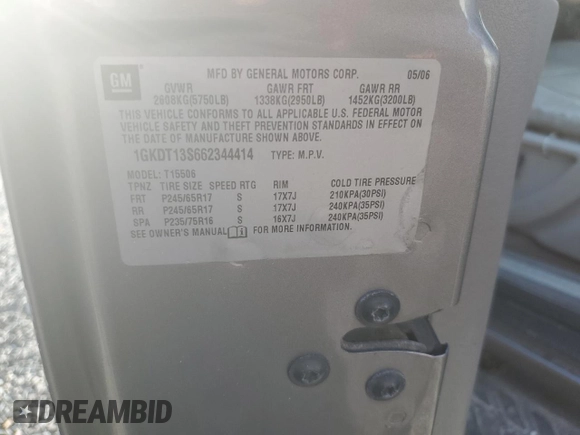 GM
MFD BY GENERAL MOTORS CORP. 05/06
GVWR GAWR FRT GAWR RR
2608KG(5750LB) 1338KG(2950LB) 1452KG(3200LB)
THIS VEHICLE CONFORMS TO ALL APPLICABLE U.S. FEDERAL MOTOR
VEHICLE SAFETY AND THEFT PREVENTION STANDARDS IN EFFECT ON
THE DATE OF MANUFACTURE SHOWN ABOVE.
1GKDT13S662344414 TYPE: M.P.V.
MODEL: T15506
TPNZ TIRE SIZE SPEED RTG RIM COLD TIRE PRESSURE
FRT P245/65R17 S 17X7J 210KPA(30PSI)
RR P245/65R17 S 17X7J 240KPA(35PSI)
SPA P235/75R16 S 16X7J 240KPA(35PSI)
SEE OWNER'S MANUAL FOR MORE INFORMATION.
DREAMBID